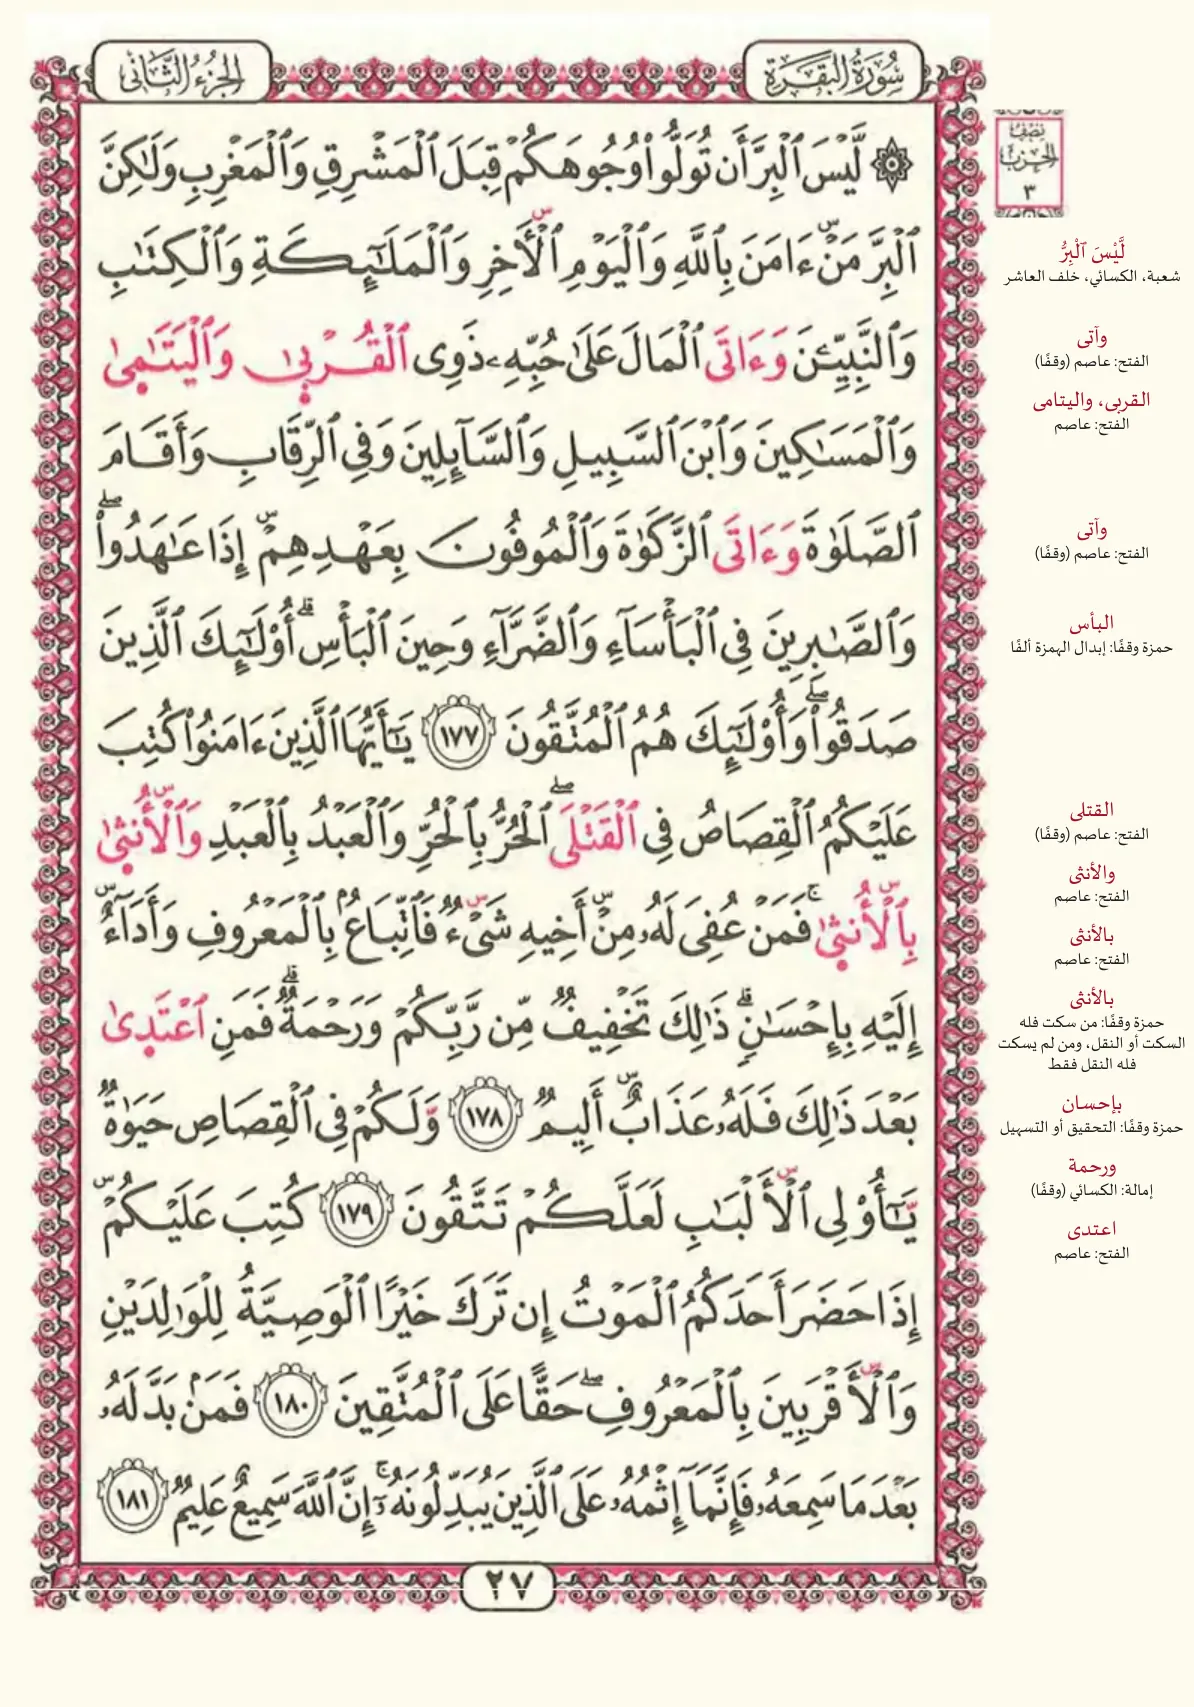 سُورَةُ البَقَرَةِ
الجُزْءُ الثَّانِي
۞ لَّيْسَ ٱلْبِرَّ أَن تُوَلُّوا۟ وُجُوهَكُمْ قِبَلَ ٱلْمَشْرِقِ وَٱلْمَغْرِبِ وَلَـٰكِنَّ
ٱلْبِرَّ مَنْ ءَامَنَ بِٱللَّهِ وَٱلْيَوْمِ ٱلْأَخِرِ وَٱلْمَلَـٰٓئِكَةِ وَٱلْكِتَـٰبِ
وَٱلنَّبِيِّـۧنَ وَءَاتَى ٱلْمَالَ عَلَىٰ حُبِّهِۦ ذَوِى ٱلْقُرْبَىٰ وَٱلْيَتَـٰمَىٰ
وَٱلْمَسَـٰكِينَ وَٱبْنَ ٱلسَّبِيلِ وَٱلسَّآئِلِينَ وَفِى ٱلرِّقَابِ وَأَقَامَ
ٱلصَّلَوٰةَ وَءَاتَى ٱلزَّكَوٰةَ وَٱلْمُوفُونَ بِعَهْدِهِمْ إِذَا عَـٰهَدُوا۟ ۖ
وَٱلصَّـٰبِرِينَ فِى ٱلْبَأْسَآءِ وَٱلضَّرَّآءِ وَحِينَ ٱلْبَأْسِ ۗ أُو۟لَـٰٓئِكَ ٱلَّذِينَ
صَدَقُوا۟ ۖ وَأُو۟لَـٰٓئِكَ هُمُ ٱلْمُتَّقُونَ ١٧٧ يَـٰٓأَيُّهَا ٱلَّذِينَ ءَامَنُوا۟ كُتِبَ
عَلَيْكُمُ ٱلْقِصَاصُ فِى ٱلْقَتْلَى ۖ ٱلْحُرُّ بِٱلْحُرِّ وَٱلْعَبْدُ بِٱلْعَبْدِ وَٱلْأُنثَىٰ
بِٱلْأُنثَىٰ ۚ فَمَنْ عُفِىَ لَهُۥ مِنْ أَخِيهِ شَىْءٌ فَٱتِّبَاعٌۢ بِٱلْمَعْرُوفِ وَأَدَآءٌ
إِلَيْهِ بِإِحْسَـٰنٍ ۗ ذَٰلِكَ تَخْفِيفٌ مِّن رَّبِّكُمْ وَرَحْمَةٌ ۗ فَمَنِ ٱعْتَدَىٰ
بَعْدَ ذَٰلِكَ فَلَهُۥ عَذَابٌ أَلِيمٌ ١٧٨ وَلَكُمْ فِى ٱلْقِصَاصِ حَيَوٰةٌ
يَـٰٓأُو۟لِى ٱلْأَلْبَـٰبِ لَعَلَّكُمْ تَتَّقُونَ ١٧٩ كُتِبَ عَلَيْكُمْ
إِذَا حَضَرَ أَحَدَكُمُ ٱلْمَوْتُ إِن تَرَكَ خَيْرًا ٱلْوَصِيَّةُ لِلْوَٰلِدَيْنِ
وَٱلْأَقْرَبِينَ بِٱلْمَعْرُوفِ ۖ حَقًّا عَلَى ٱلْمُتَّقِينَ ١٨٠ فَمَنۢ بَدَّلَهُۥ
بَعْدَ مَا سَمِعَهُۥ فَإِنَّمَآ إِثْمُهُۥ عَلَى ٱلَّذِينَ يُبَدِّلُونَهُۥٓ ۚ إِنَّ ٱللَّهَ سَمِيعٌ عَلِيمٌ ١٨١
٢٧
نصف
الحزب
٣
لَّيْسَ ٱلْبِرُّ
شعبة، الكسائي، خلف العاشر
وآتى
الفتح: عاصم (وقفًا)
القربى، واليتامى
الفتح: عاصم
وآتى
الفتح: عاصم (وقفًا)
البأس
حمزة وقفًا: إبدال الهمزة ألفًا
القتلى
الفتح: عاصم (وقفًا)
والأنثى
الفتح: عاصم
بالأنثى
الفتح: عاصم
بالأنثى
حمزة وقفًا: من سكت فله
السكت أو النقل، ومن لم يسكت
فله النقل فقط
بإحسان
حمزة وقفًا: التحقيق أو التسهيل
ورحمة
إمالة: الكسائي (وقفًا)
اعتدى
الفتح: عاصم